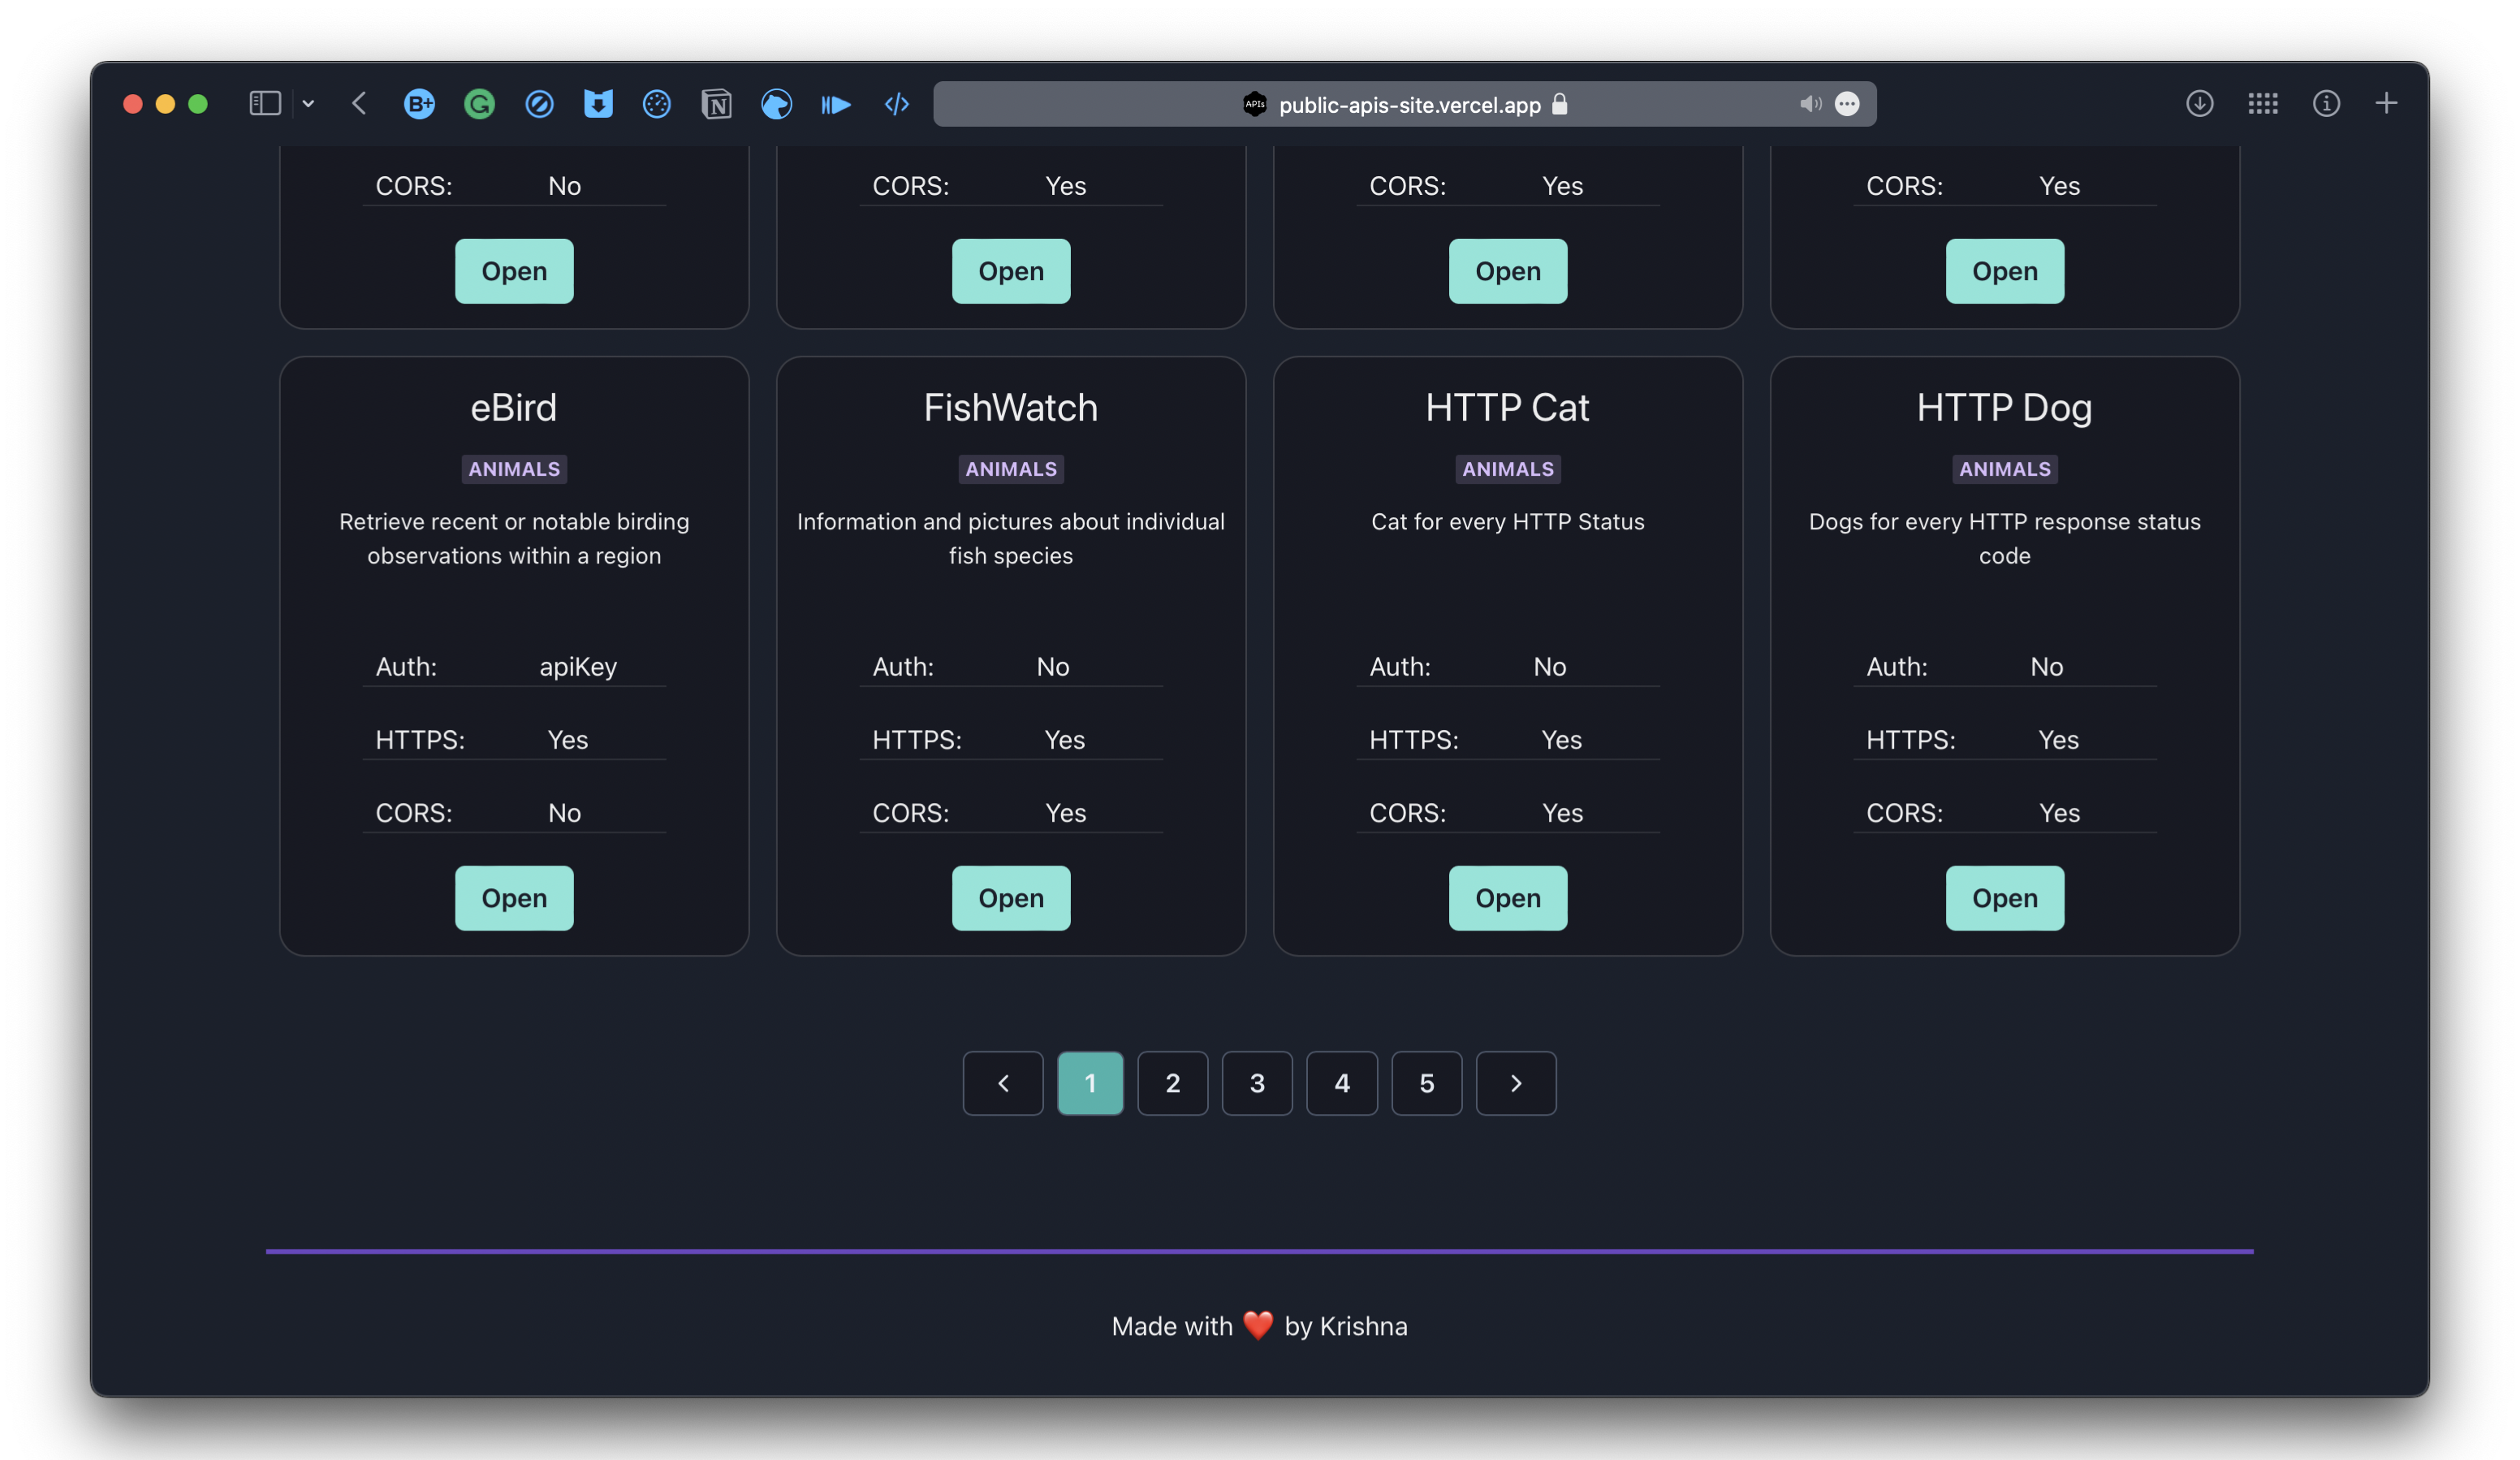 B+
N
APIs public-apis-site.vercel.app
CORS: No
CORS: Yes
CORS: Yes
CORS: Yes
Open
Open
Open
Open
eBird
ANIMALS
Retrieve recent or notable birding
observations within a region
Auth: apiKey
HTTPS: Yes
CORS: No
Open
FishWatch
ANIMALS
Information and pictures about individual
fish species
Auth: No
HTTPS: Yes
CORS: Yes
Open
HTTP Cat
ANIMALS
Cat for every HTTP Status
Auth: No
HTTPS: Yes
CORS: Yes
Open
HTTP Dog
ANIMALS
Dogs for every HTTP response status
code
Auth: No
HTTPS: Yes
CORS: Yes
Open
1 2 3 4 5
Made with ❤️ by Krishna